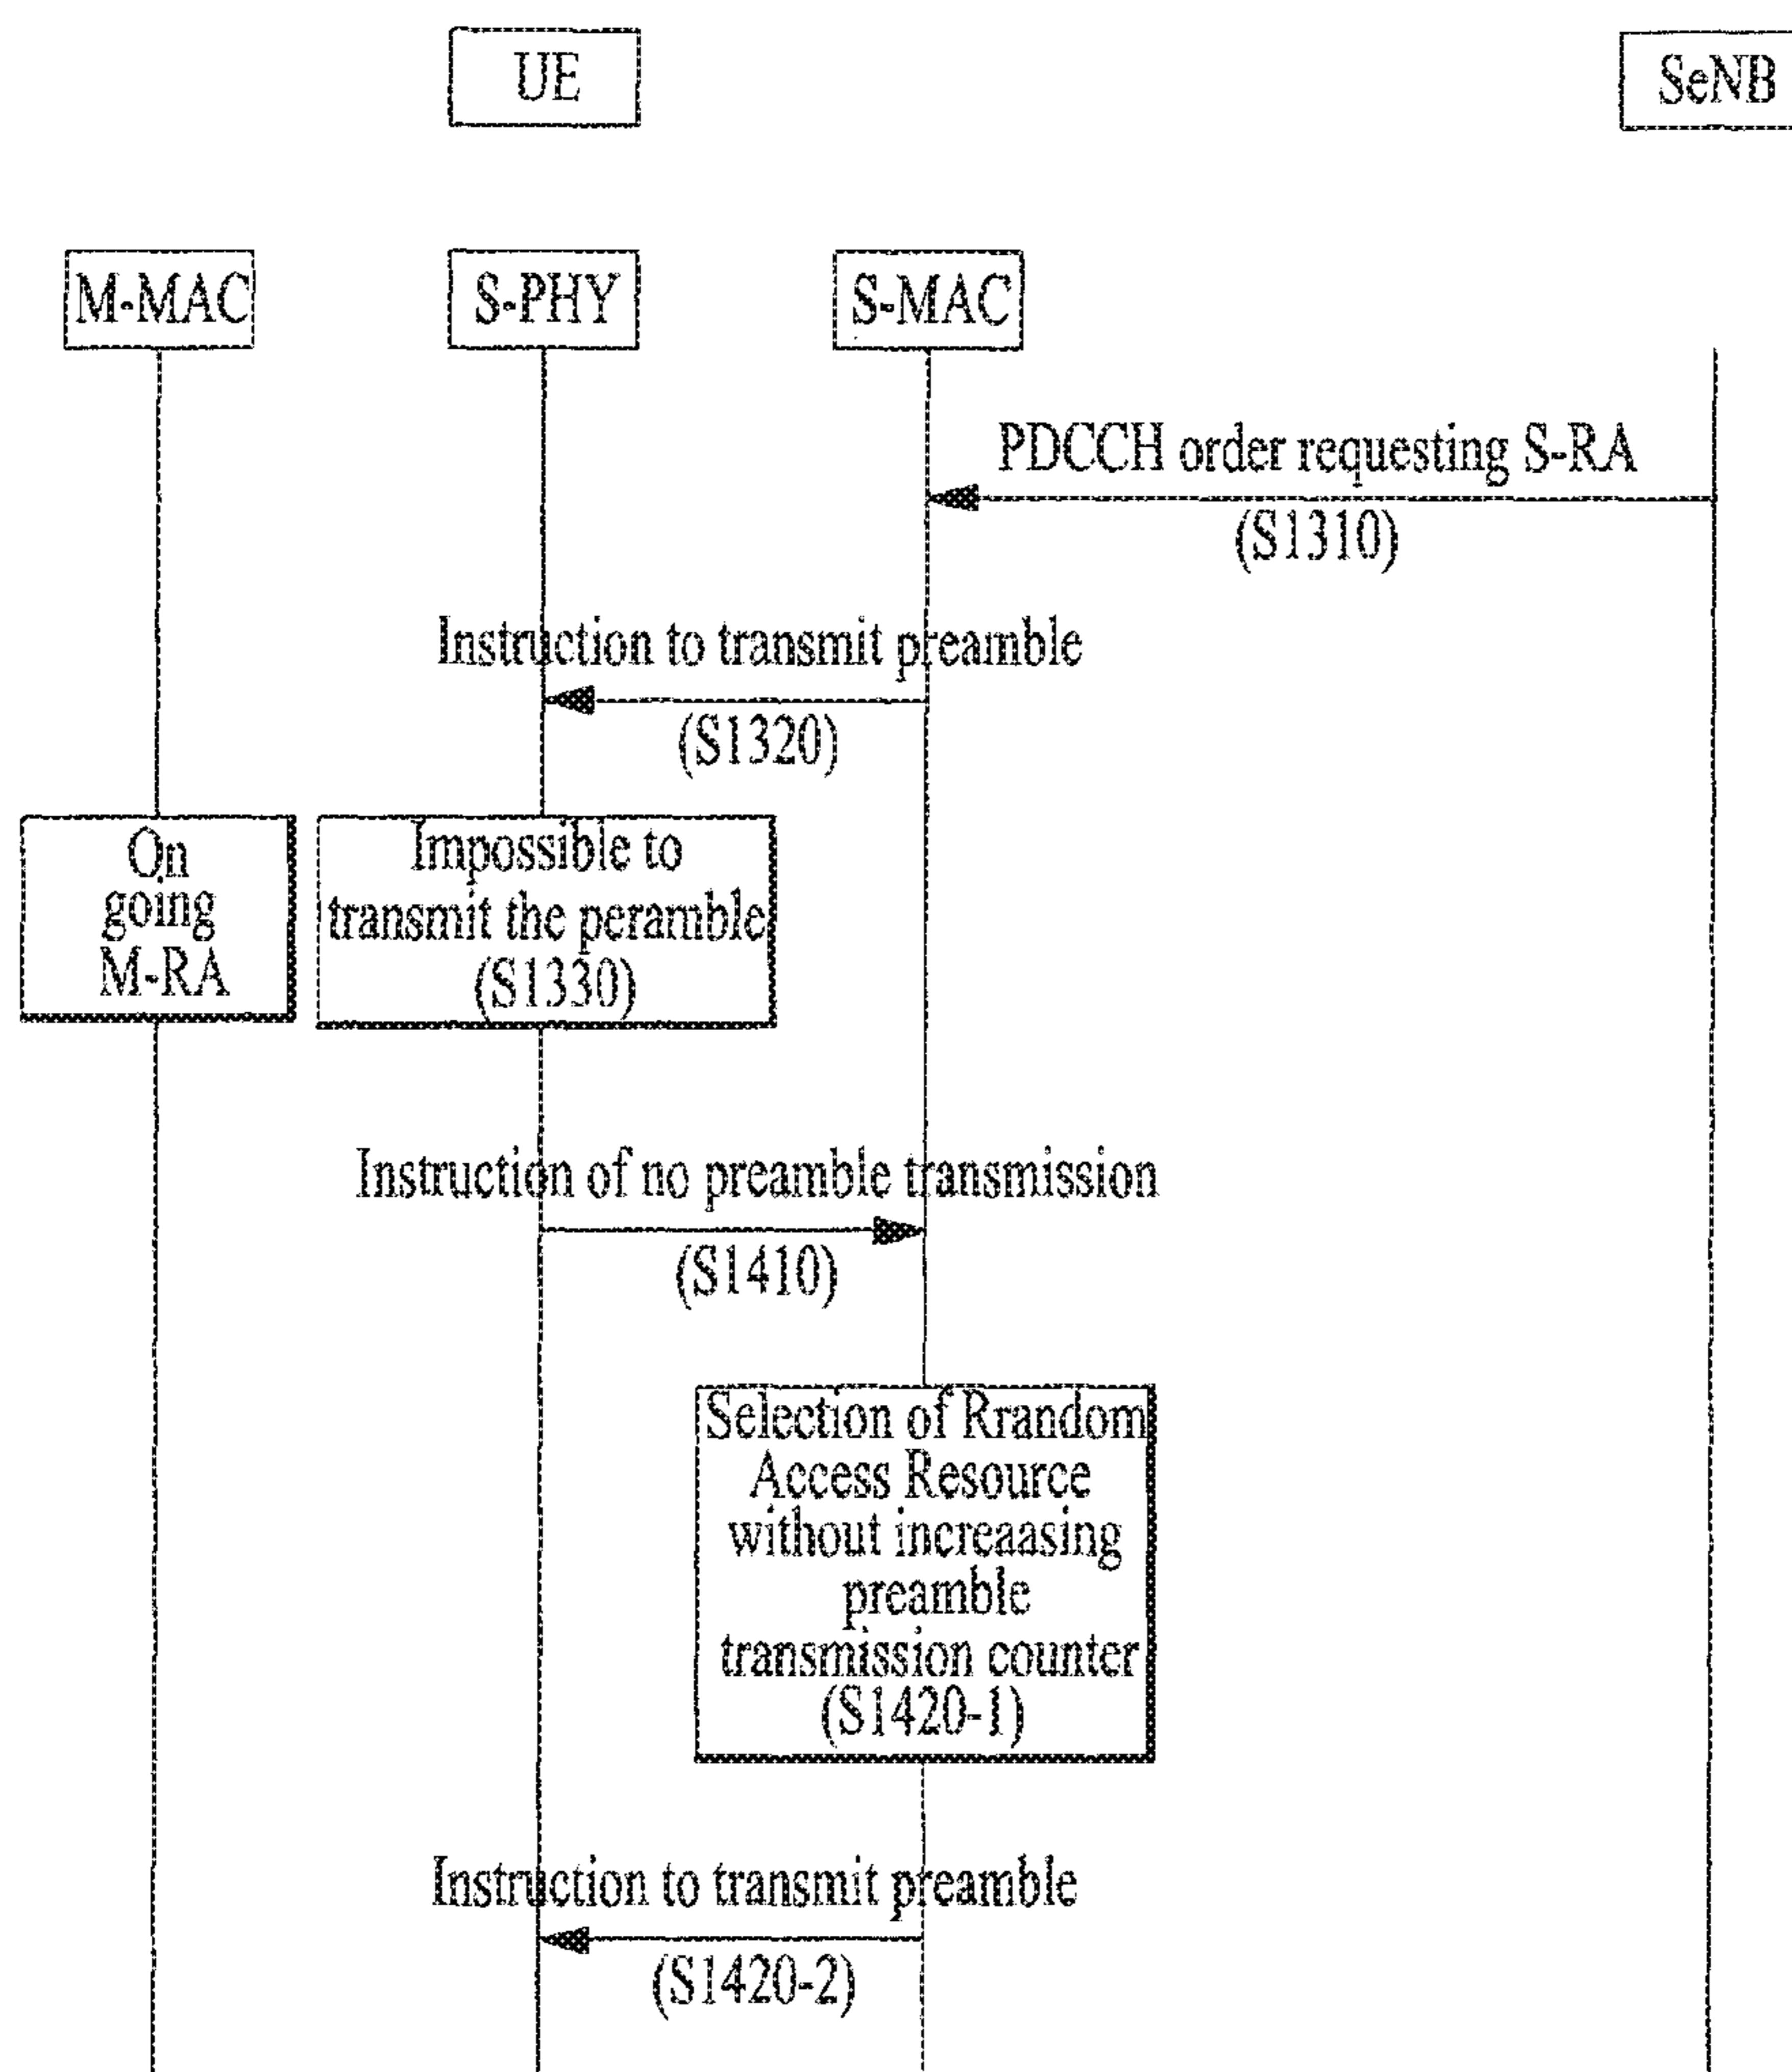 UE
SeNB
M-MAC
S-PHY
S-MAC
PDCCH order requesting S-RA
(S1310)
Instruction to transmit preamble
(S1320)
On
going
M-RA
Impossible to
transmit the peramble
(S1330)
Instruction of no preamble transmission
(S1410)
Selection of Rrandom
Access Resource
without increaasing
preamble
transmission counter
(S1420-1)
Instruction to transmit preamble
(S1420-2)